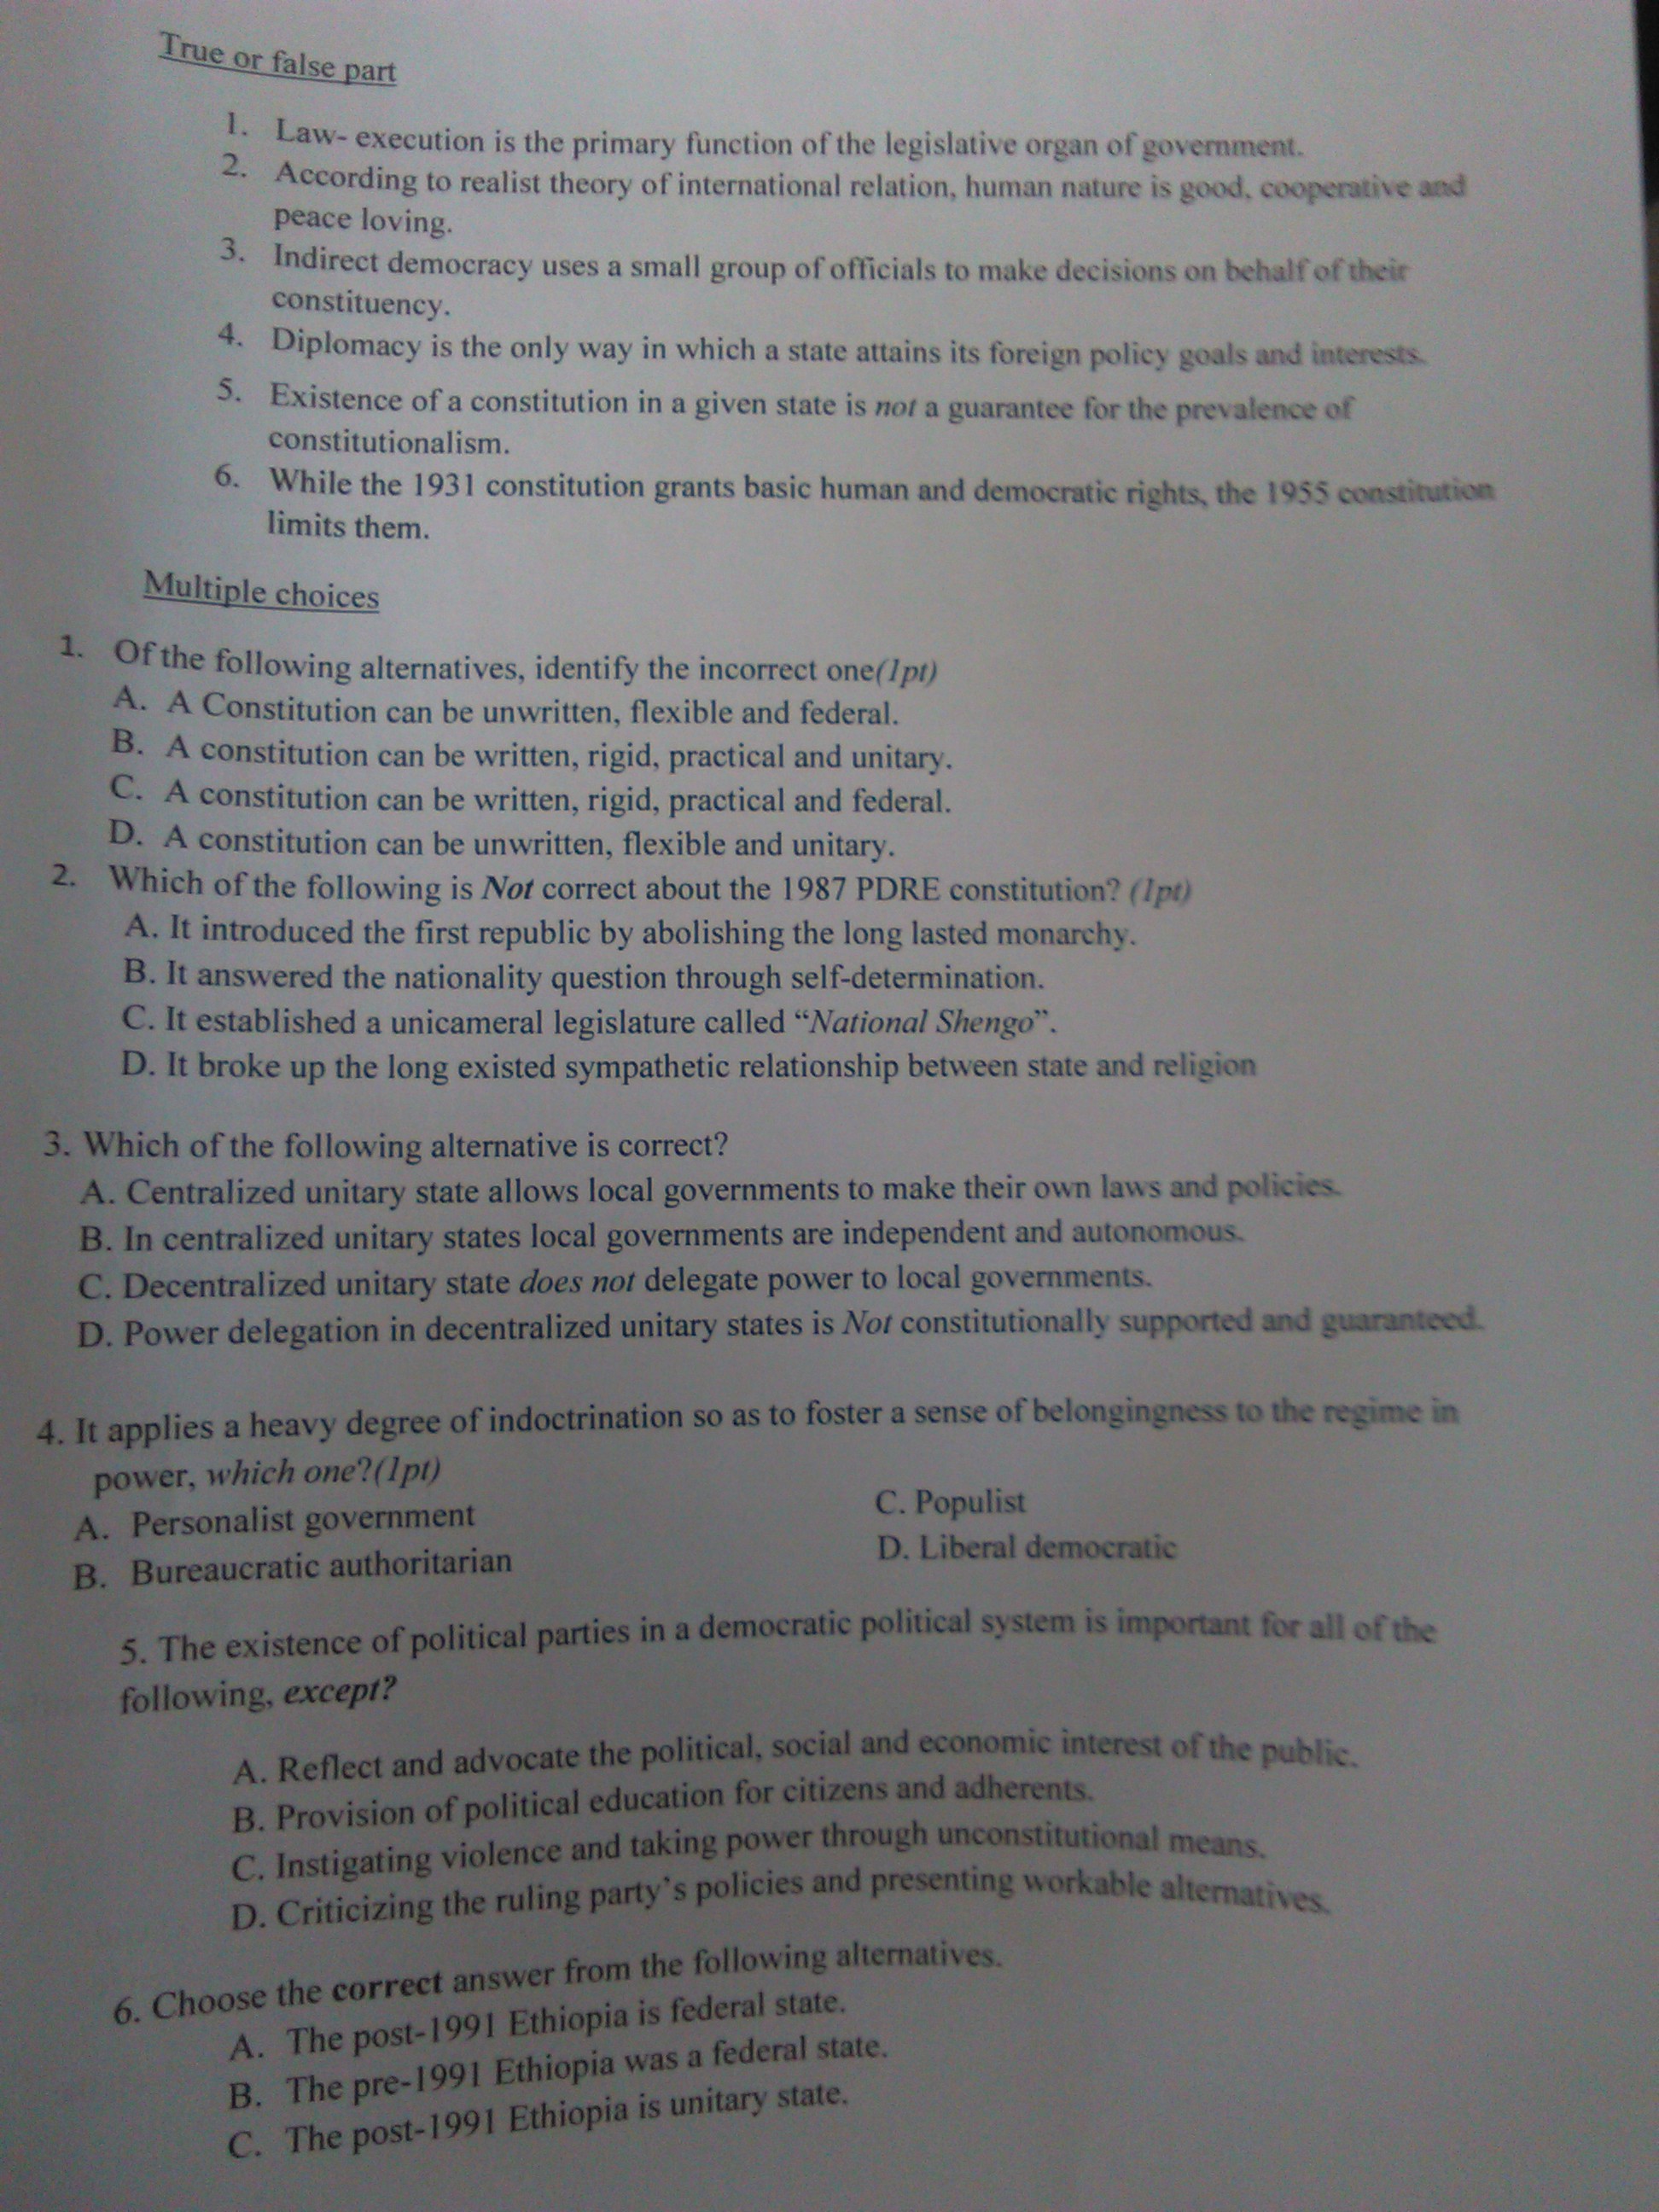 True or false part
1. Law- execution is the primary function of the legislative organ of government.
2. According to realist theory of international relation, human nature is good, cooperative and
peace loving.
3. Indirect democracy uses a small group of officials to make decisions on behalf of their
constituency.
4. Diplomacy is the only way in which a state attains its foreign policy goals and interests.
5. Existence of a constitution in a given state is not a guarantee for the prevalence of
constitutionalism.
6. While the 1931 constitution grants basic human and democratic rights, the 1955 constitution
limits them.
Multiple choices
1. Of the following alternatives, identify the incorrect one(1pt)
A. A Constitution can be unwritten, flexible and federal.
B. A constitution can be written, rigid, practical and unitary.
C. A constitution can be written, rigid, practical and federal.
D. A constitution can be unwritten, flexible and unitary.
2. Which of the following is Not correct about the 1987 PDRE constitution? (1pt)
A. It introduced the first republic by abolishing the long lasted monarchy.
B. It answered the nationality question through self-determination.
C. It established a unicameral legislature called “National Shengo”.
D. It broke up the long existed sympathetic relationship between state and religion
3. Which of the following alternative is correct?
A. Centralized unitary state allows local governments to make their own laws and policies.
B. In centralized unitary states local governments are independent and autonomous.
C. Decentralized unitary state does not delegate power to local governments.
D. Power delegation in decentralized unitary states is Not constitutionally supported and guaranteed.
4. It applies a heavy degree of indoctrination so as to foster a sense of belongingness to the regime in
power, which one?(1pt)
A. Personalist government
B. Bureaucratic authoritarian
C. Populist
D. Liberal democratic
5. The existence of political parties in a democratic political system is important for all of the
following, except?
A. Reflect and advocate the political, social and economic interest of the public.
B. Provision of political education for citizens and adherents.
C. Instigating violence and taking power through unconstitutional means.
D. Criticizing the ruling party’s policies and presenting workable alternatives.
6. Choose the correct answer from the following alternatives.
A. The post-1991 Ethiopia is federal state.
B. The pre-1991 Ethiopia was a federal state.
C. The post-1991 Ethiopia is unitary state.